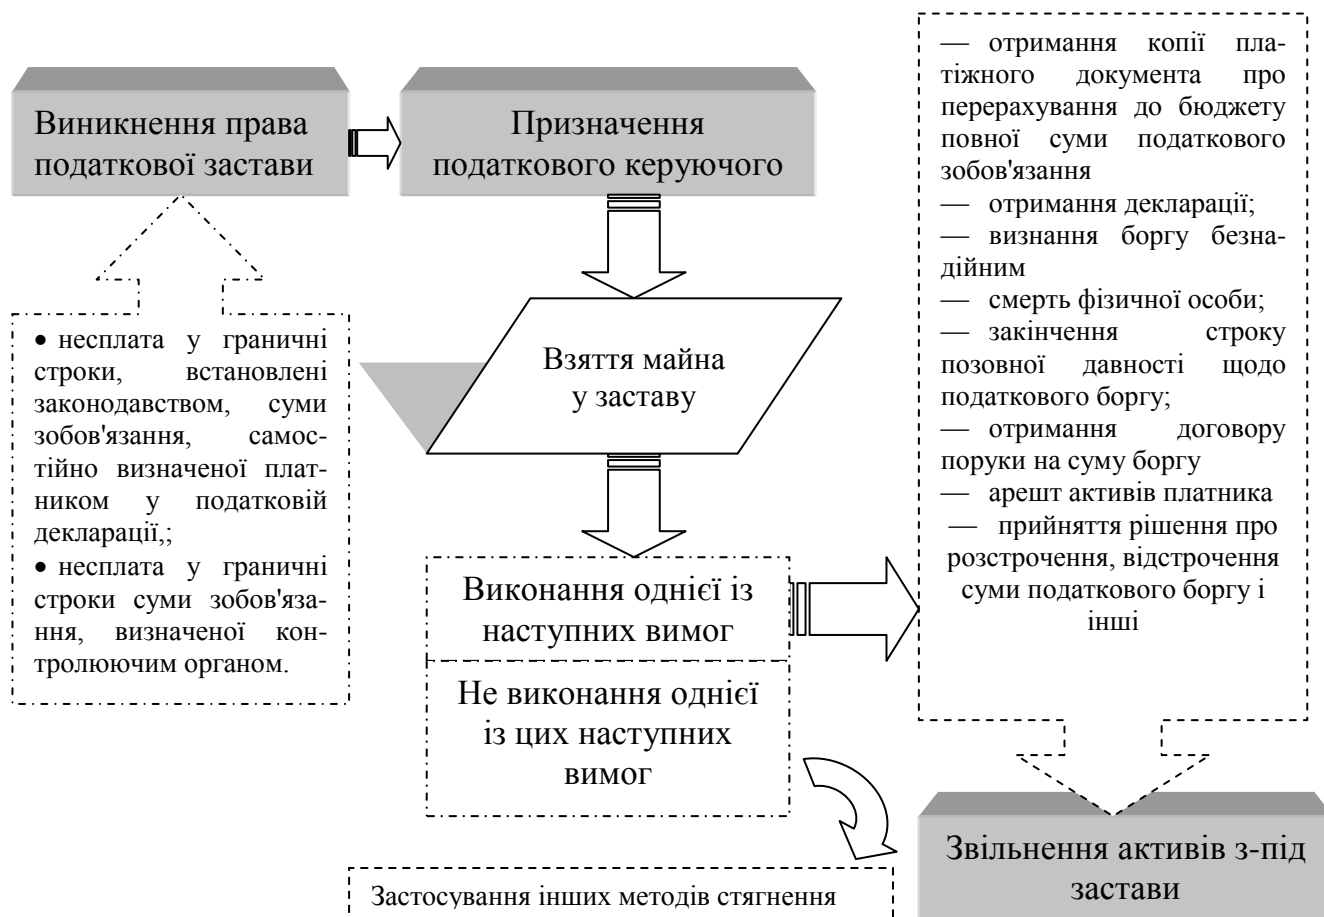 Виникнення права
податкової застави
Призначення
податкового керуючого
• несплата у граничні
строки, встановлені
законодавством, суми
зобов'язання, самос-
тійно визначеної плат-
ником у податковій
декларації,;
• несплата у граничні
строки суми зобов'яза-
ння, визначеної кон-
тролюючим органом.
Взяття майна
у заставу
Виконання однієї із
наступних вимог
Не виконання однієї
із цих наступних
вимог
— отримання копії пла-
тіжного документа про
перерахування до бюджету
повної суми податкового
зобов'язання
— отримання декларації;
— визнання боргу безна-
дійним
— смерть фізичної особи;
— закінчення строку
позовної давності щодо
податкового боргу;
— отримання договору
поруки на суму боргу
— арешт активів платника
— прийняття рішення про
розстрочення, відстрочення
суми податкового боргу і
інші
Звільнення активів з-під
застави
Застосування інших методів стягнення